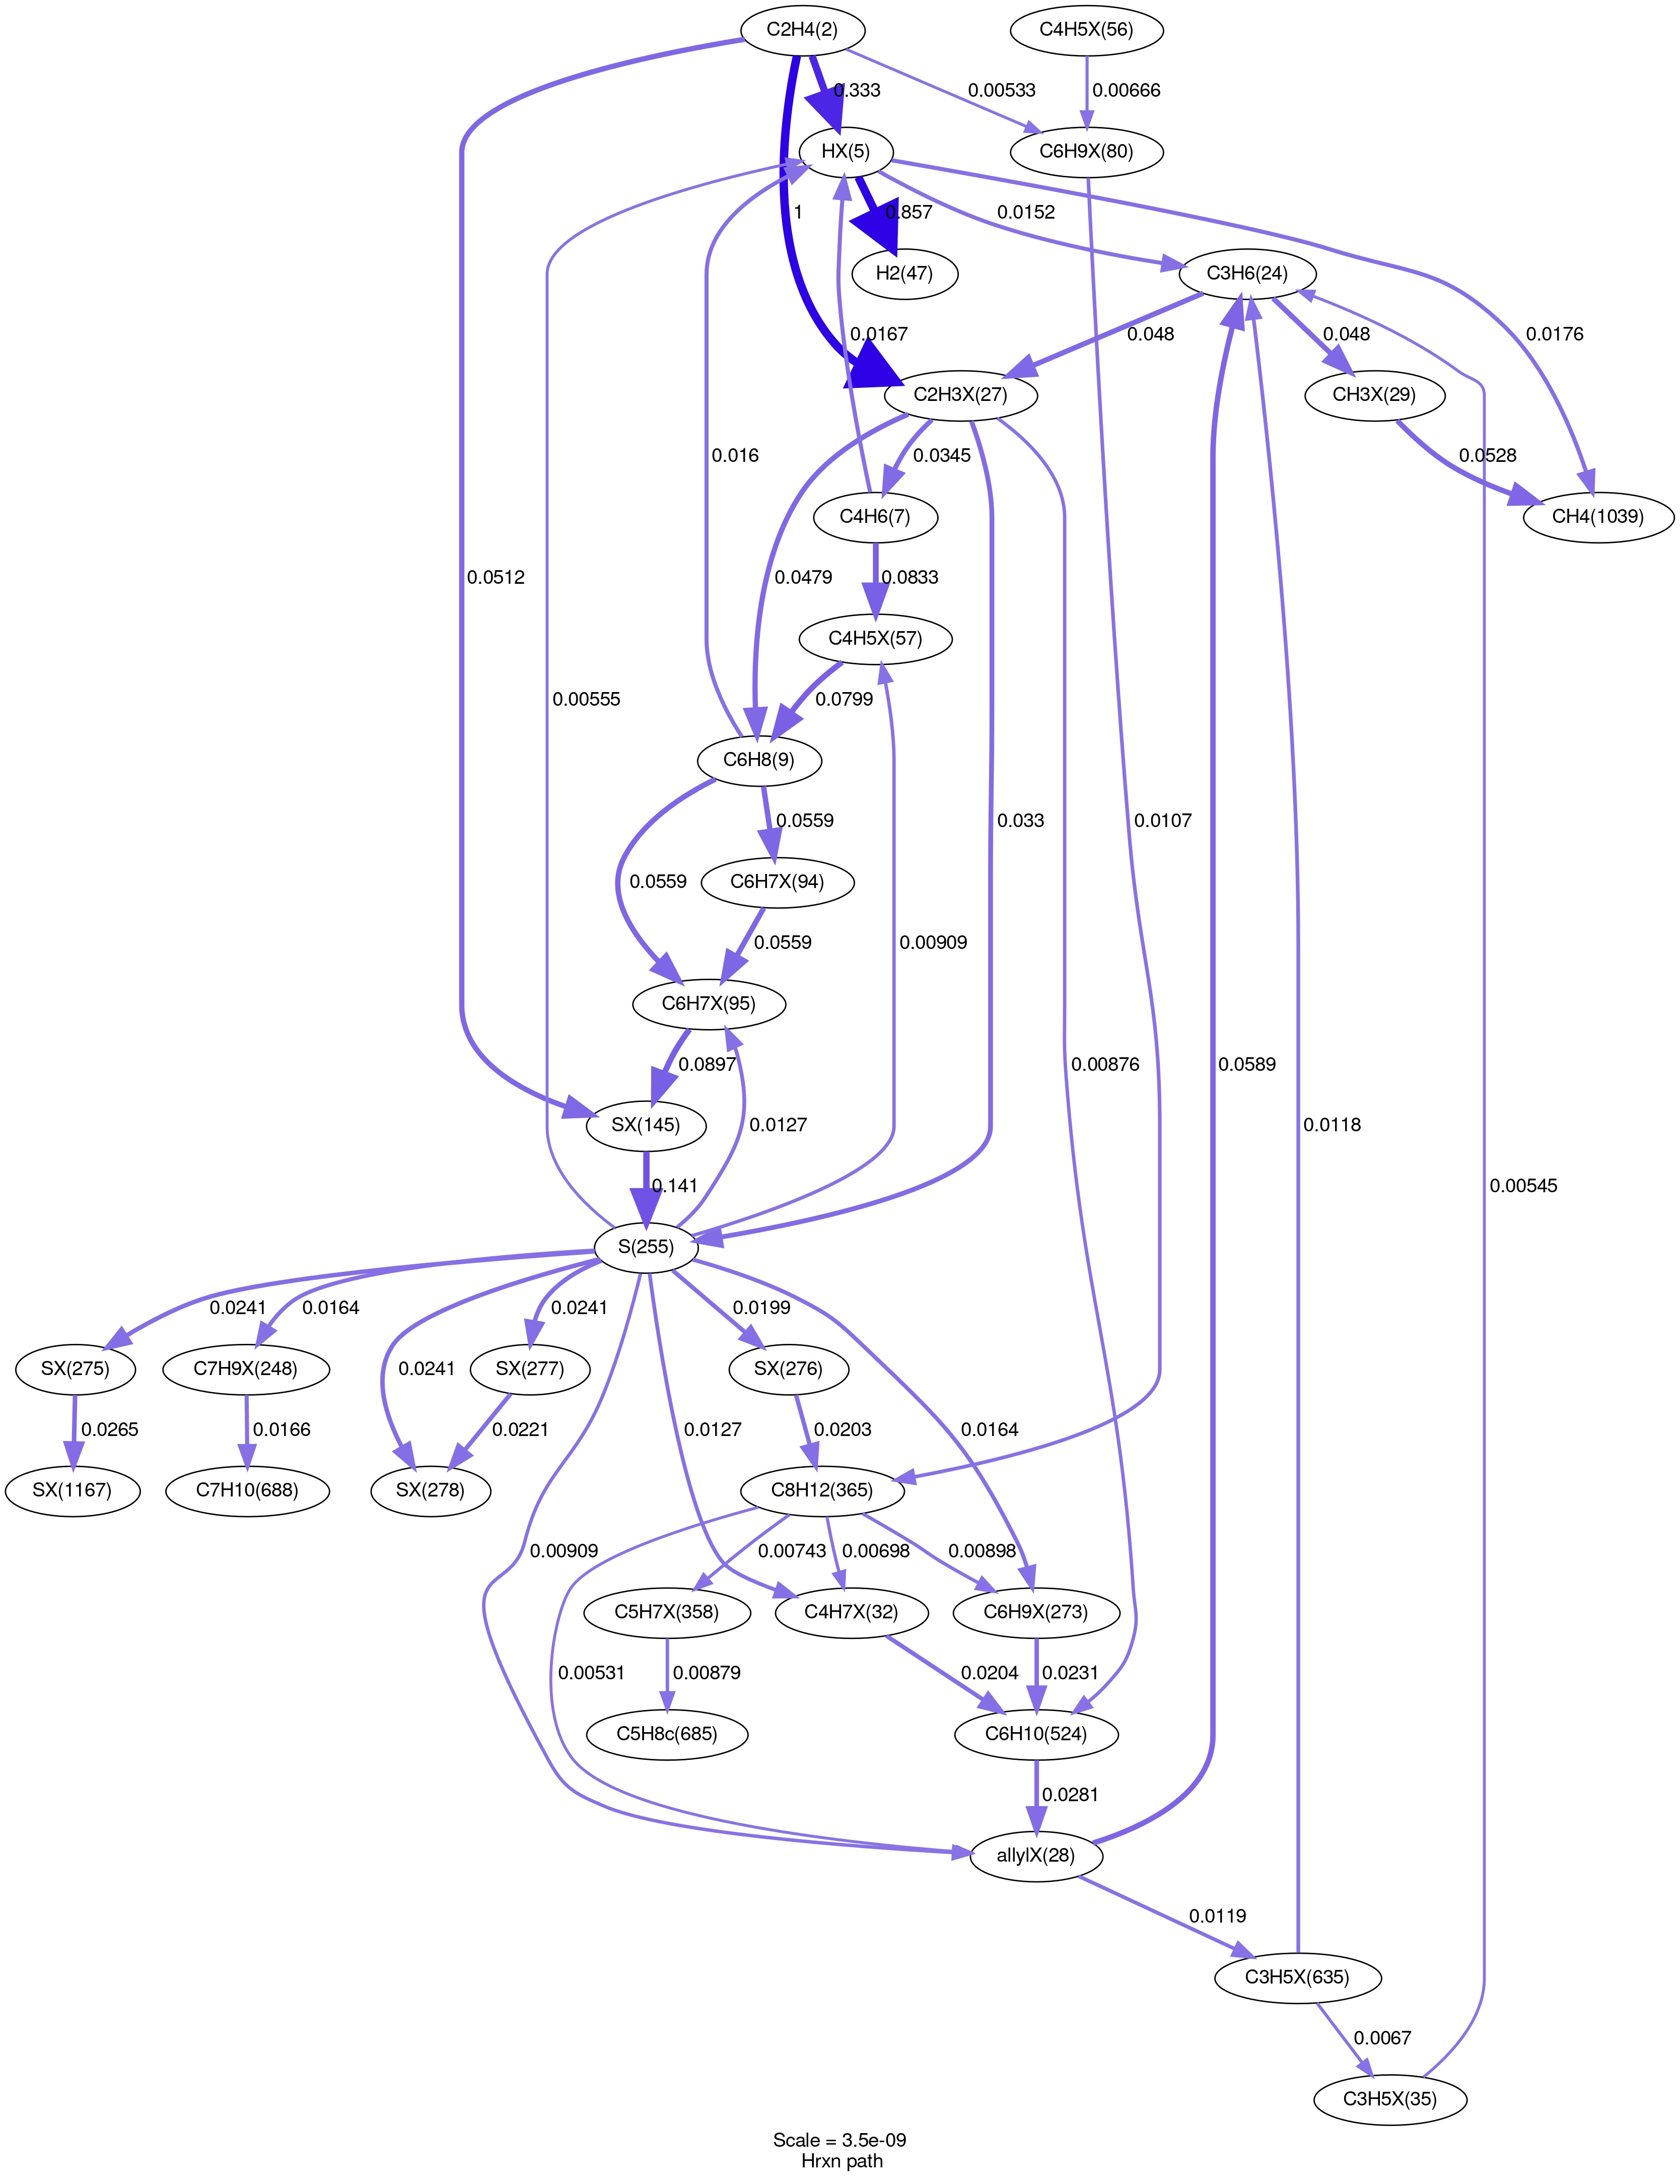 C2H4(2)
C4H5X(56)
0.333
0.00533
0.00666
HX(5)
C6H9X(80)
1
0.857
0.0152
H2(47)
C3H6(24)
0.0167
0.048
0.048
0.0176
C2H3X(27)
CH3X(29)
0.016
0.0345
0.0528
C4H6(7)
CH4(1039)
0.0512
0.0479
0.0833
0.0107
C4H5X(57)
0.00555
0.0799
C6H8(9)
0.0559
0.0559
0.033
C6H7X(94)
0.0559
0.00909
C6H7X(95)
0.0897
0.00876
0.0589
SX(145)
0.0127
0.0118
0.141
0.00545
S(255)
0.0241
0.0164
0.0241
0.0241
0.0199
SX(275)
C7H9X(248)
SX(277)
SX(276)
0.0265
0.0166
0.0221
0.0127
0.0203
0.0164
SX(1167)
C7H10(688)
SX(278)
C8H12(365)
0.00909
0.00743
0.00698
0.00898
C5H7X(358)
C4H7X(32)
C6H9X(273)
0.00531
0.00879
0.0204
0.0231
C5H8c(685)
C6H10(524)
0.0281
allylX(28)
0.0119
C3H5X(635)
0.0067
C3H5X(35)
Scale = 3.5e-09
Hrxn path